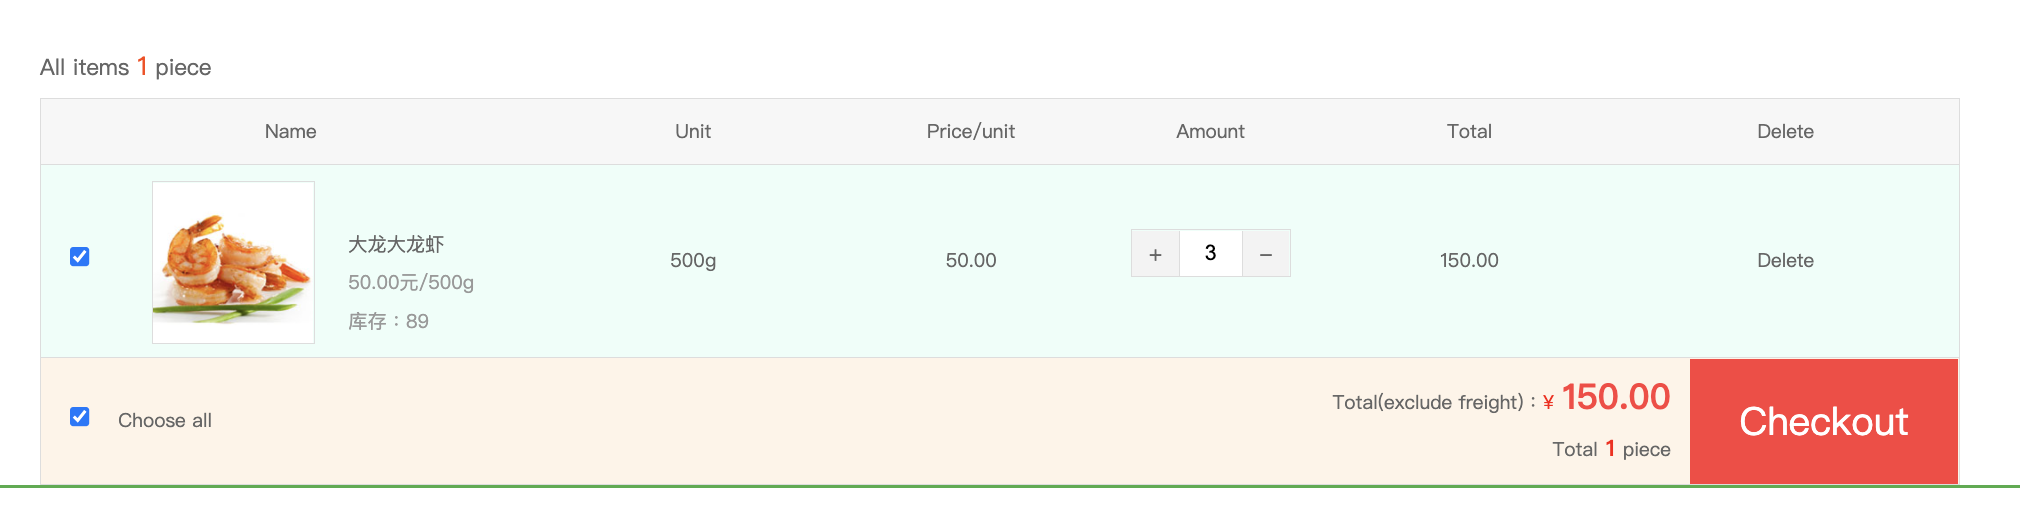 All items 1 piece
Name Unit Price/unit Amount Total Delete
大龙大龙虾
50.00元/500g
库存：89
500g 50.00 + 3 − 150.00 Delete
Choose all
Total(exclude freight)：¥ 150.00
Total 1 piece
Checkout